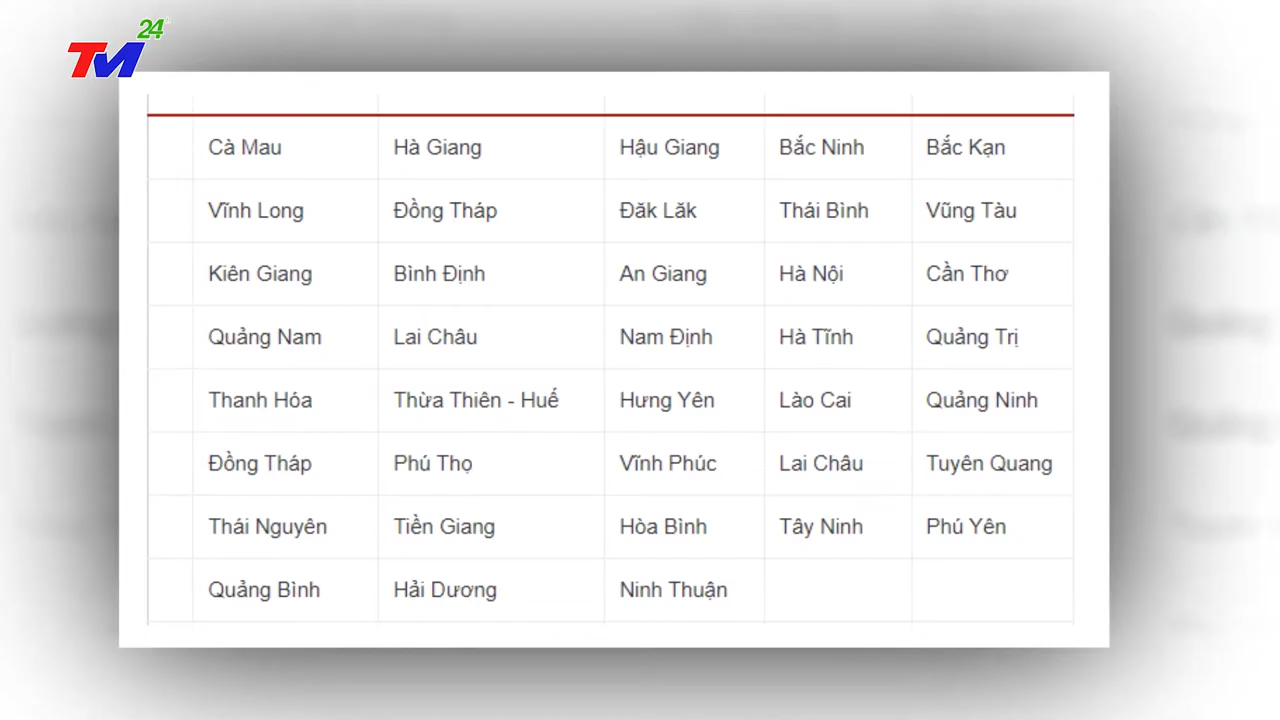 24
TM
Cà Mau Hà Giang Hậu Giang Bắc Ninh Bắc Kạn
Vĩnh Long Đồng Tháp Đăk Lăk Thái Bình Vũng Tàu
Kiên Giang Bình Định An Giang Hà Nội Cần Thơ
Quảng Nam Lai Châu Nam Định Hà Tĩnh Quảng Trị
Thanh Hóa Thừa Thiên - Huế Hưng Yên Lào Cai Quảng Ninh
Đồng Tháp Phú Thọ Vĩnh Phúc Lai Châu Tuyên Quang
Thái Nguyên Tiền Giang Hòa Bình Tây Ninh Phú Yên
Quảng Bình Hải Dương Ninh Thuận